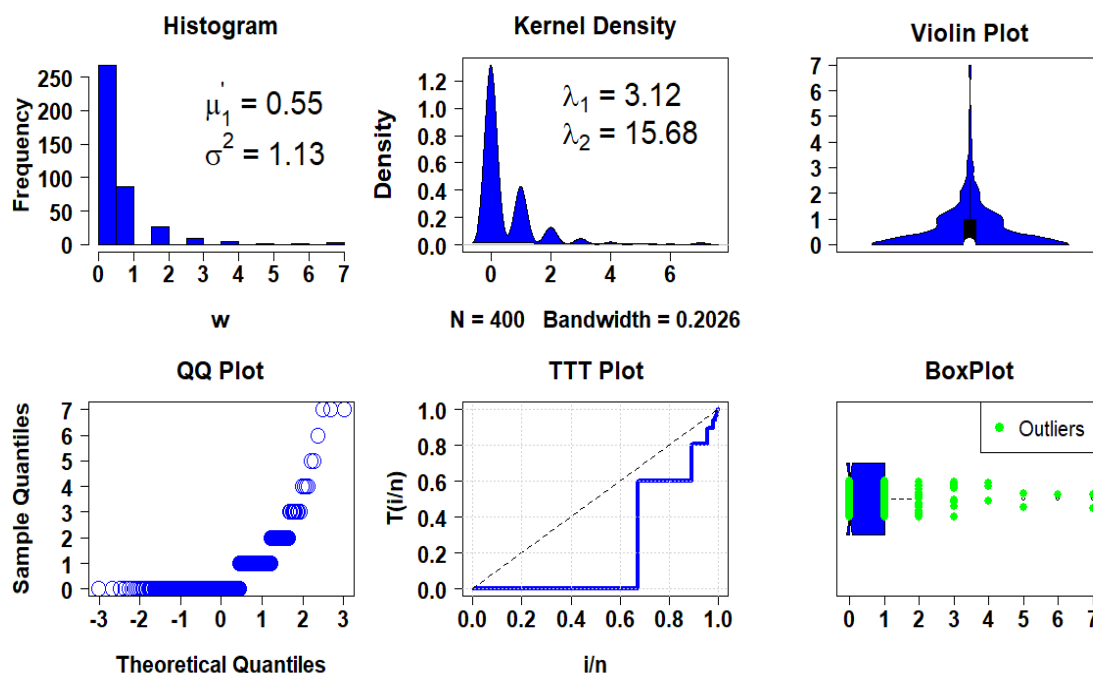 Histogram
Frequency
250
200
150
100
50
0
μ′₁ = 0.55
σ² = 1.13
0 1 2 3 4 5 6 7
w
Kernel Density
Density
1.2
1.0
0.8
0.6
0.4
0.2
0.0
λ₁ = 3.12
λ₂ = 15.68
0 2 4 6
N = 400 Bandwidth = 0.2026
Violin Plot
7
6
5
4
3
2
1
0
QQ Plot
Sample Quantiles
7
6
5
4
3
2
1
0
-3 -2 -1 0 1 2 3
Theoretical Quantiles
TTT Plot
T(i/n)
1.0
0.8
0.6
0.4
0.2
0.0
0.0 0.2 0.4 0.6 0.8 1.0
i/n
BoxPlot
Outliers
0 1 2 3 4 5 6 7